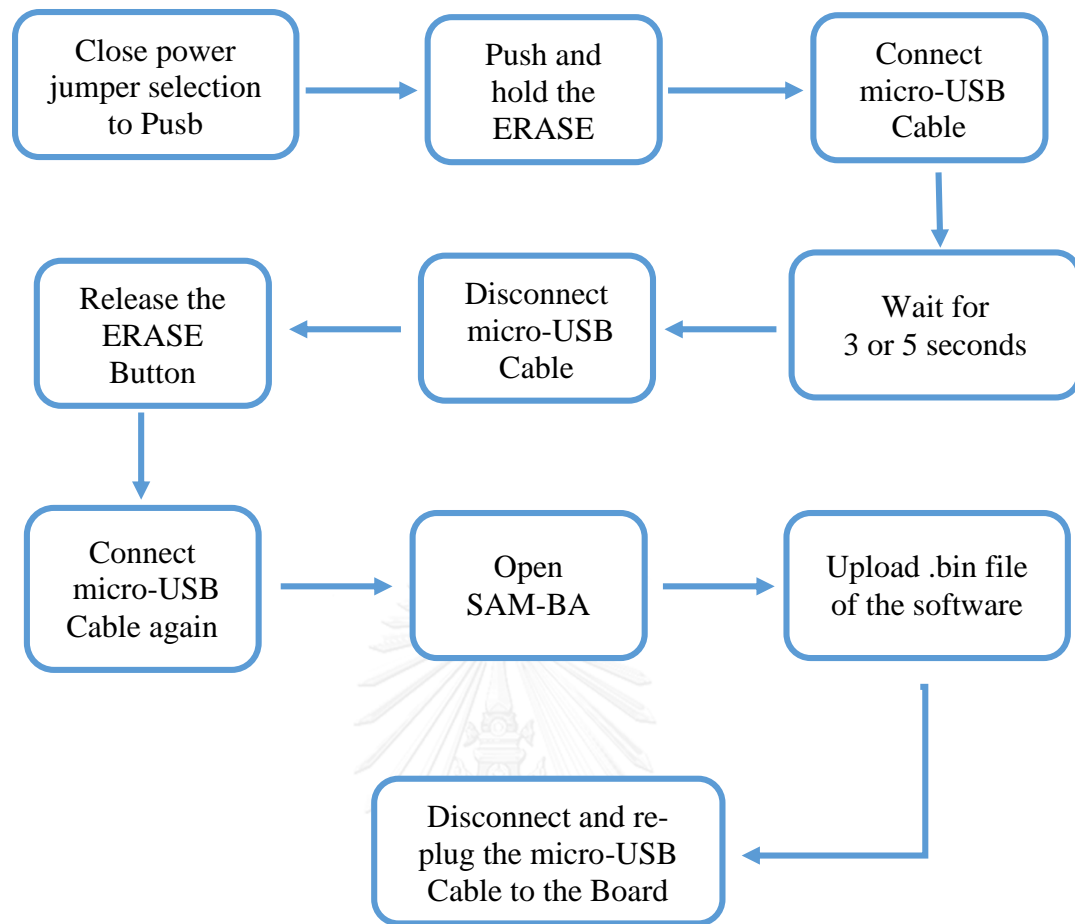 Close power
jumper selection
to Pusb
Push and
hold the
ERASE
Connect
micro-USB
Cable
Wait for
3 or 5 seconds
Disconnect
micro-USB
Cable
Release the
ERASE
Button
Connect
micro-USB
Cable again
Open
SAM-BA
Upload .bin file
of the software
Disconnect and re-
plug the micro-USB
Cable to the Board